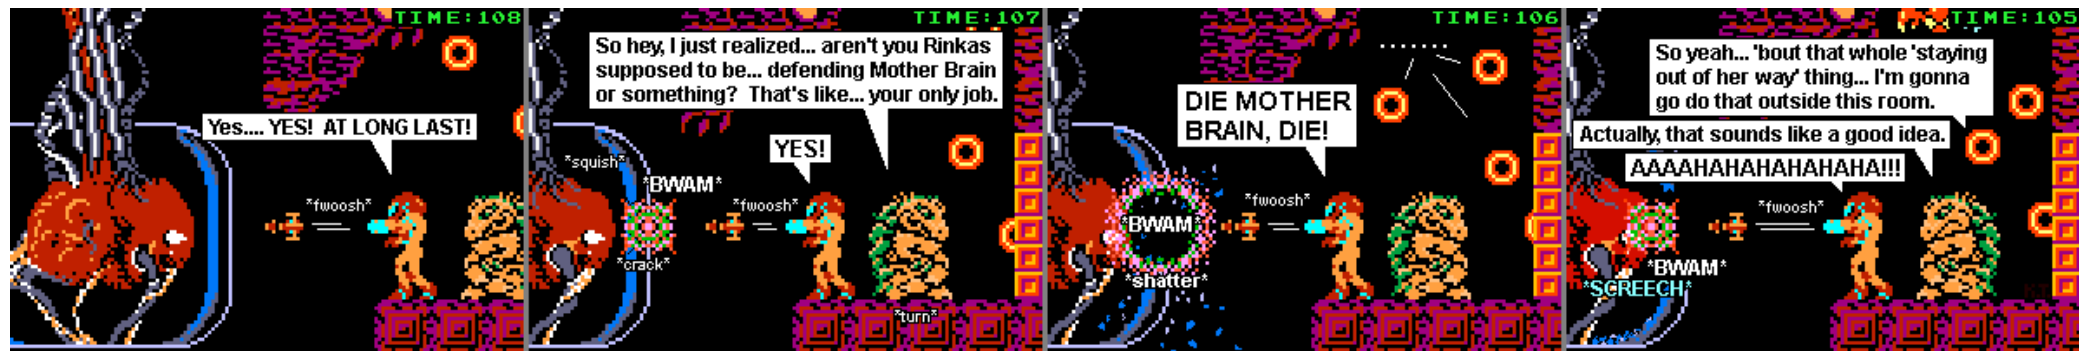 TIME:108
Yes.... YES!  AT LONG LAST!
*fwoosh*
TIME:107
So hey, I just realized... aren't you Rinkas
supposed to be... defending Mother Brain
or something?  That's like... your only job.
YES!
*squish*
*BWAM*
*fwoosh*
*crack*
*turn*
TIME:106
......
DIE MOTHER
BRAIN, DIE!
*fwoosh*
*BWAM*
*shatter*
TIME:105
So yeah... 'bout that whole 'staying
out of her way' thing... I'm gonna
go do that outside this room.
Actually, that sounds like a good idea.
AAAAHAHAHAHAHAHA!!!
*fwoosh*
*BWAM*
*SCREECH*